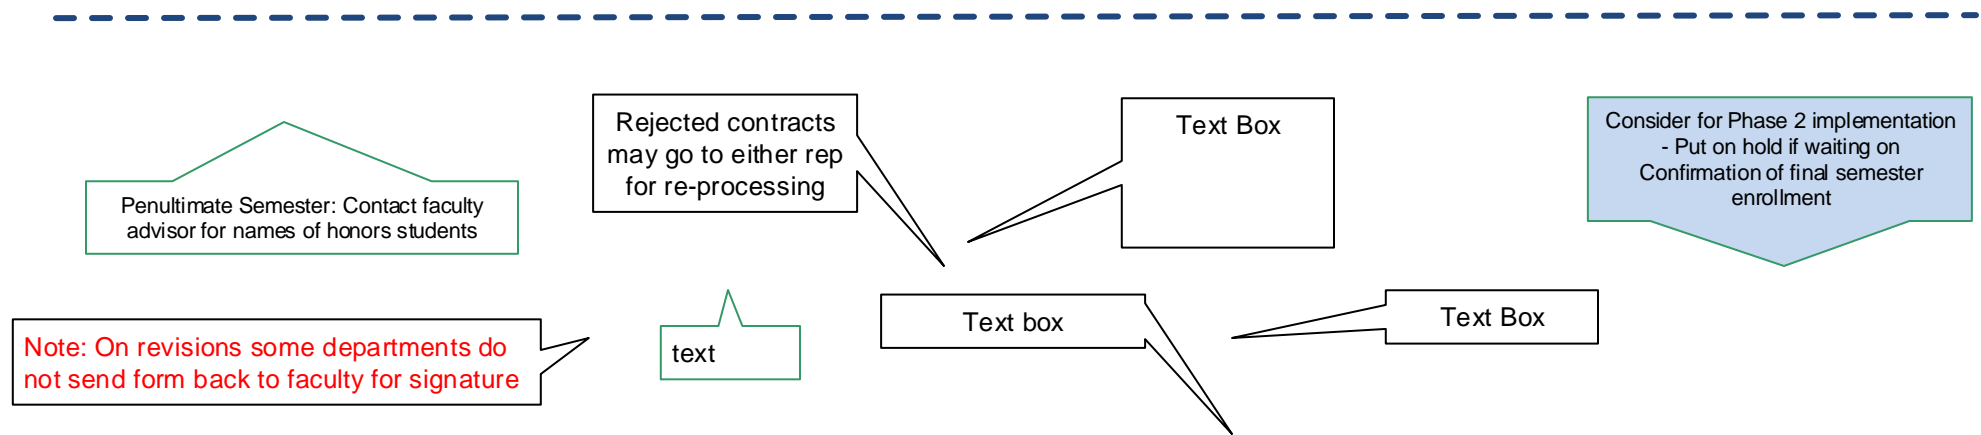 Penultimate Semester: Contact faculty
advisor for names of honors students
Rejected contracts
may go to either rep
for re-processing
Text Box
Consider for Phase 2 implementation
- Put on hold if waiting on
Confirmation of final semester
enrollment
Note: On revisions some departments do
not send form back to faculty for signature
text
Text box
Text Box